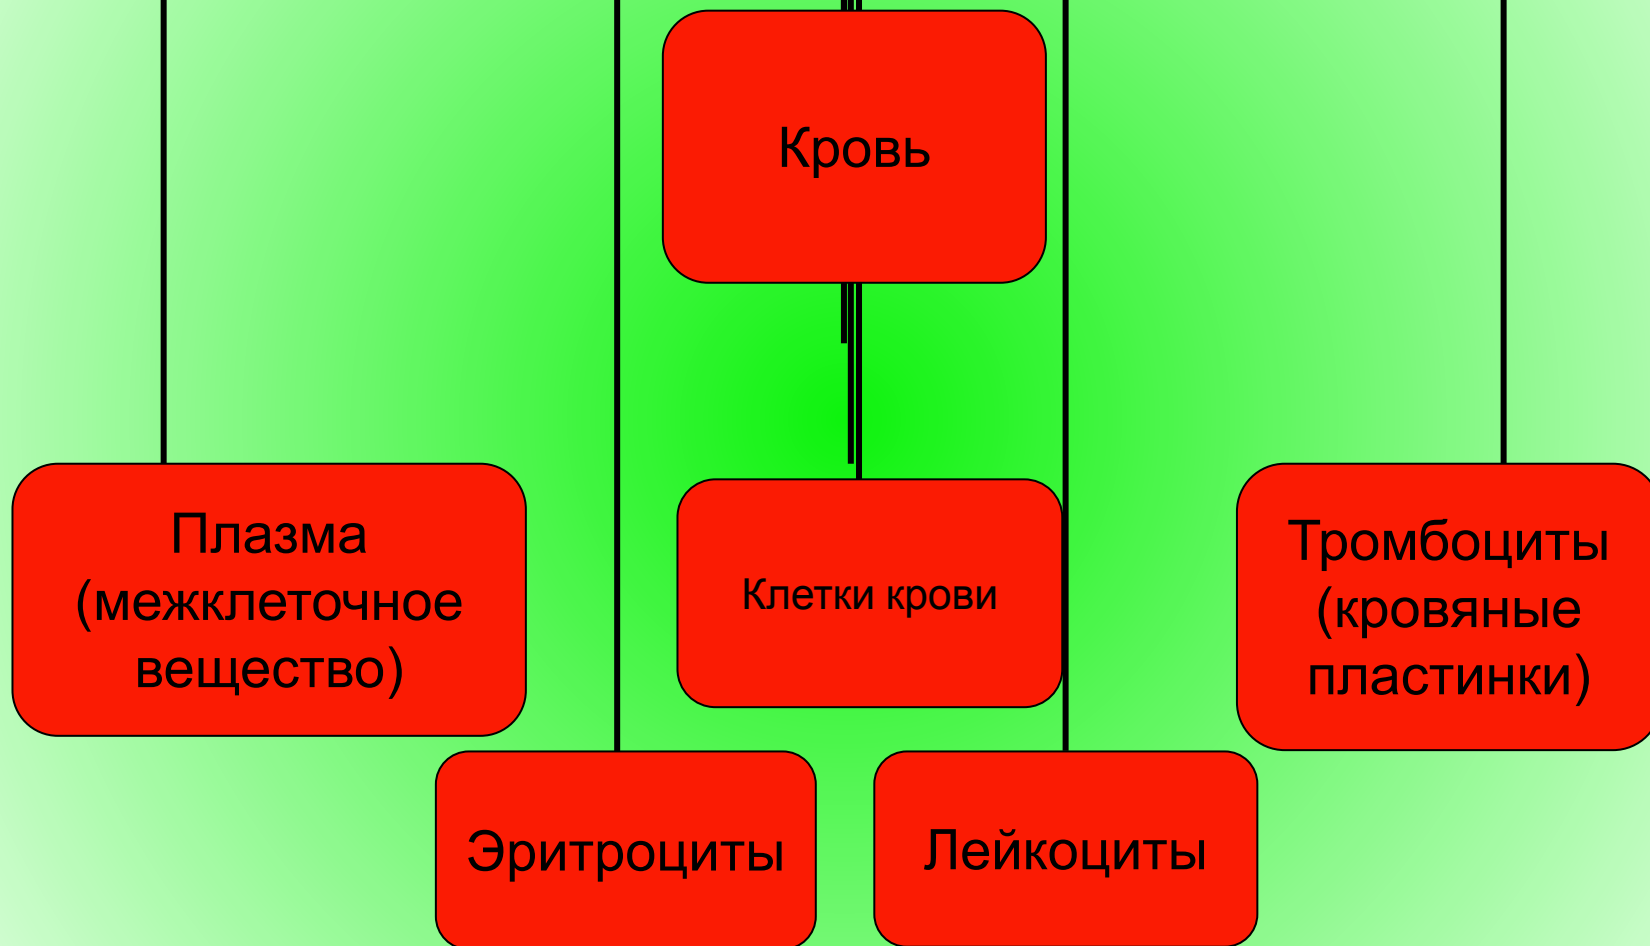 Кровь
Плазма
(межклеточное
вещество)
Клетки крови
Тромбоциты
(кровяные
пластинки)
Эритроциты
Лейкоциты